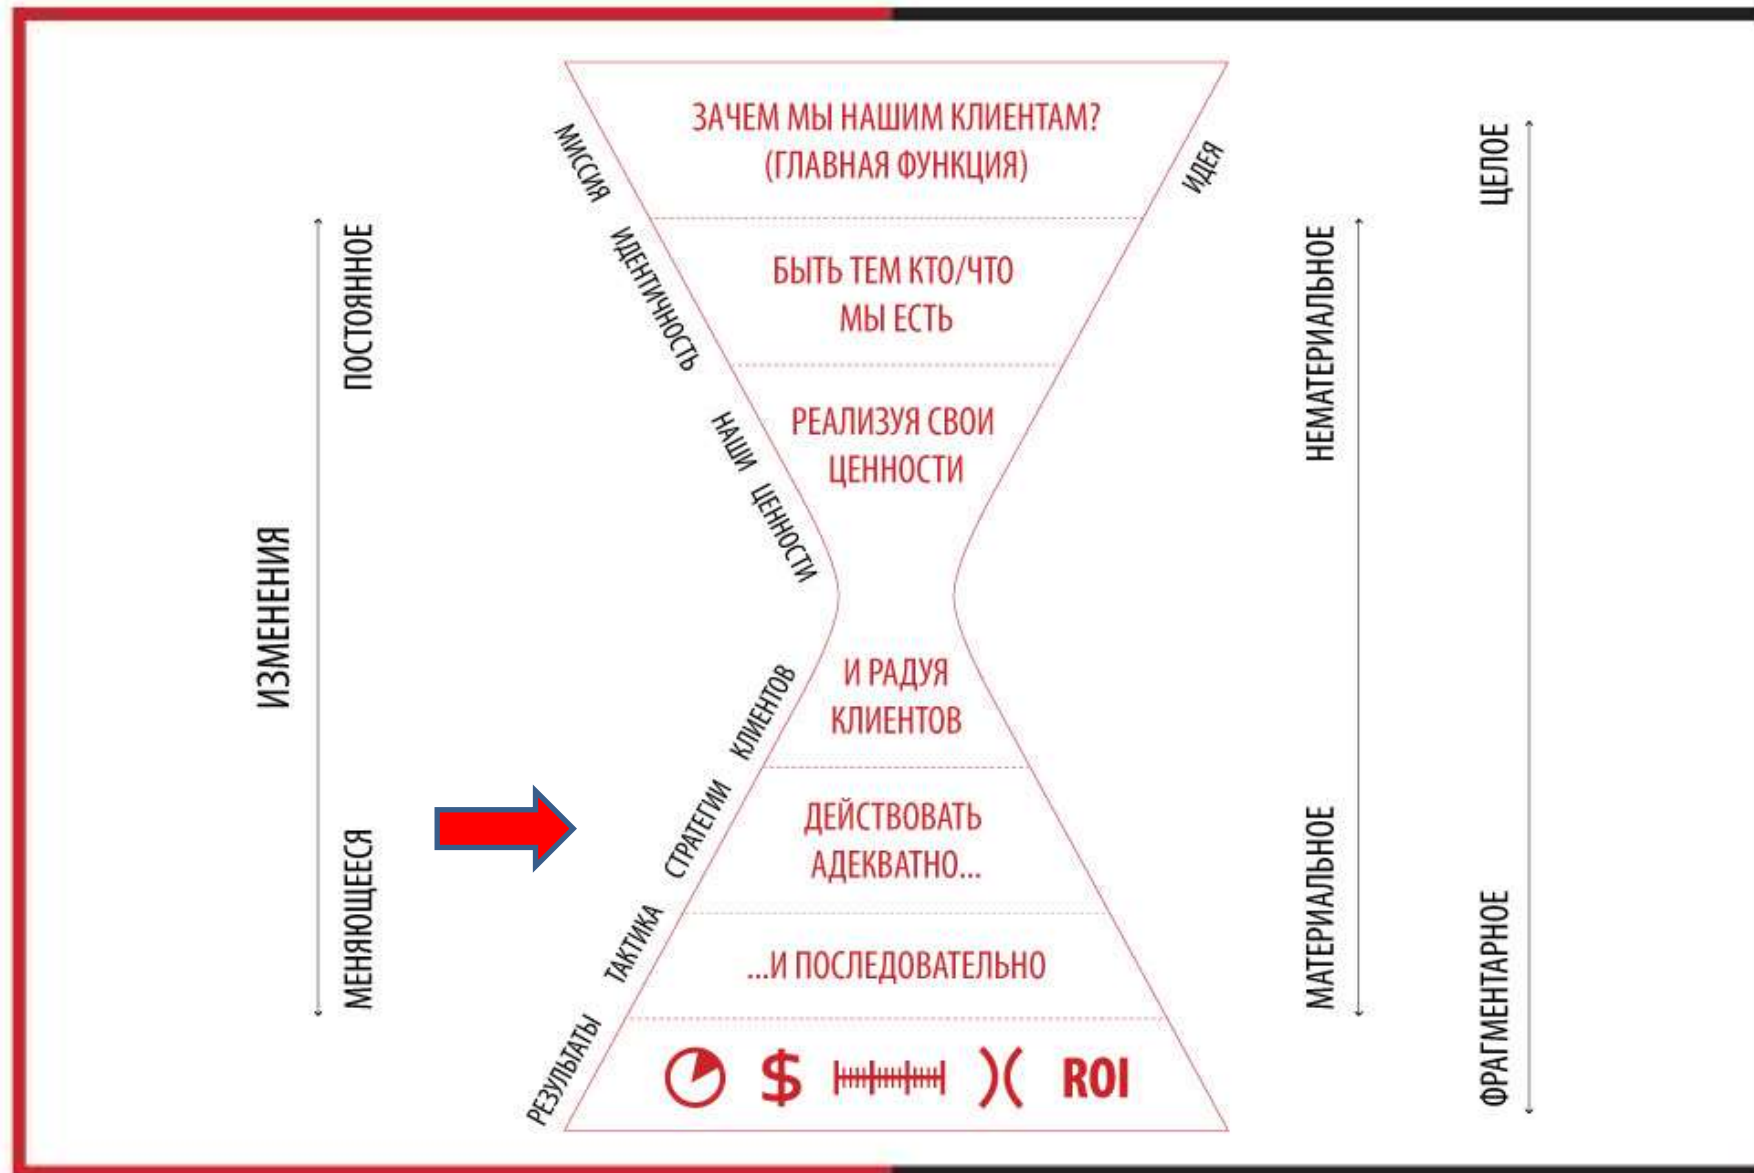 ЗАЧЕМ МЫ НАШИМ КЛИЕНТАМ?
(ГЛАВНАЯ ФУНКЦИЯ)
МИССИЯ
ИДЕЯ
ЦЕЛОЕ
БЫТЬ ТЕМ КТО/ЧТО
МЫ ЕСТЬ
ИДЕНТИЧНОСТЬ
ПОСТОЯННОЕ
НЕМАТЕРИАЛЬНОЕ
РЕАЛИЗУЯ СВОИ
ЦЕННОСТИ
НАШИ ЦЕННОСТИ
ИЗМЕНЕНИЯ
И РАДУЯ
КЛИЕНТОВ
СТРАТЕГИИ КЛИЕНТОВ
ДЕЙСТВОВАТЬ
АДЕКВАТНО...
МЕНЯЮЩЕЕСЯ
МАТЕРИАЛЬНОЕ
ТАКТИКА
...И ПОСЛЕДОВАТЕЛЬНО
ФРАГМЕНТАРНОЕ
РЕЗУЛЬТАТЫ
$ ROI